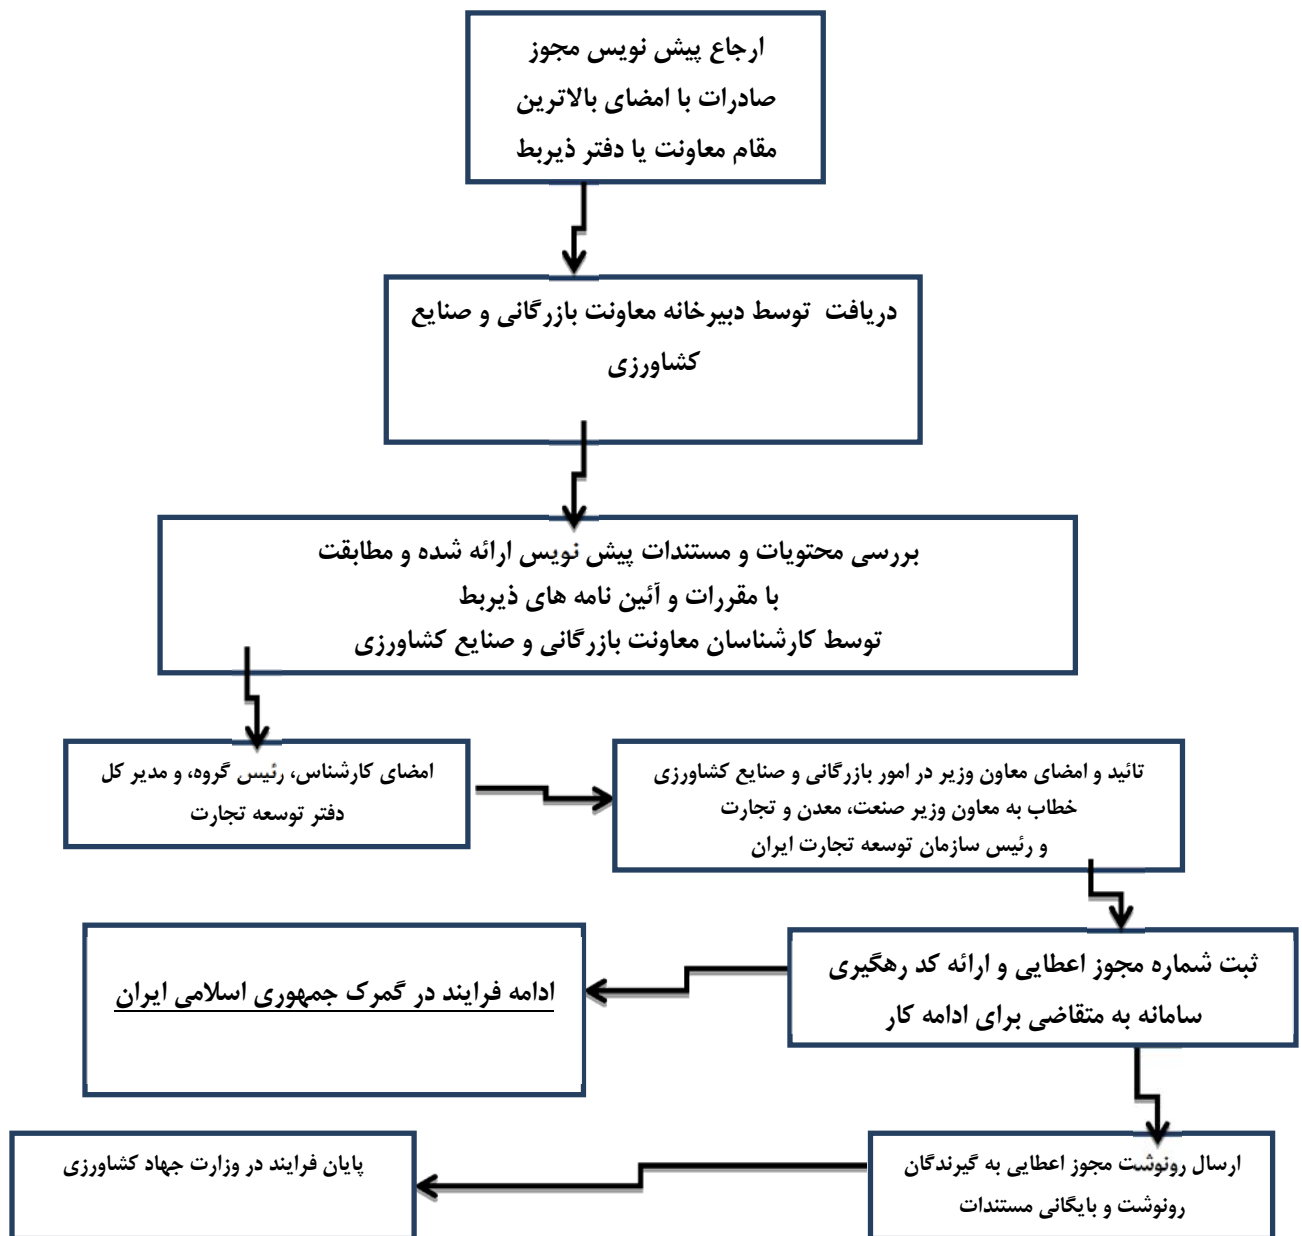 ارجاع پیش نویس مجوز
صادرات با امضای بالاترین
مقام معاونت یا دفتر ذیربط
دریافت توسط دبیرخانه معاونت بازرگانی و صنایع
کشاورزی
بررسی محتویات و مستندات پیش نویس ارائه شده و مطابقت
با مقررات و آئین نامه های ذیربط
توسط کارشناسان معاونت بازرگانی و صنایع کشاورزی
امضای کارشناس، رئیس گروه، و مدیر کل
دفتر توسعه تجارت
تائید و امضای معاون وزیر در امور بازرگانی و صنایع کشاورزی
خطاب به معاون وزیر صنعت، معدن و تجارت
و رئیس سازمان توسعه تجارت ایران
ثبت شماره مجوز اعطایی و ارائه کد رهگیری
سامانه به متقاضی برای ادامه کار
ادامه فرایند در گمرک جمهوری اسلامی ایران
ارسال رونوشت مجوز اعطایی به گیرندگان
رونوشت و بایگانی مستندات
پایان فرایند در وزارت جهاد کشاورزی